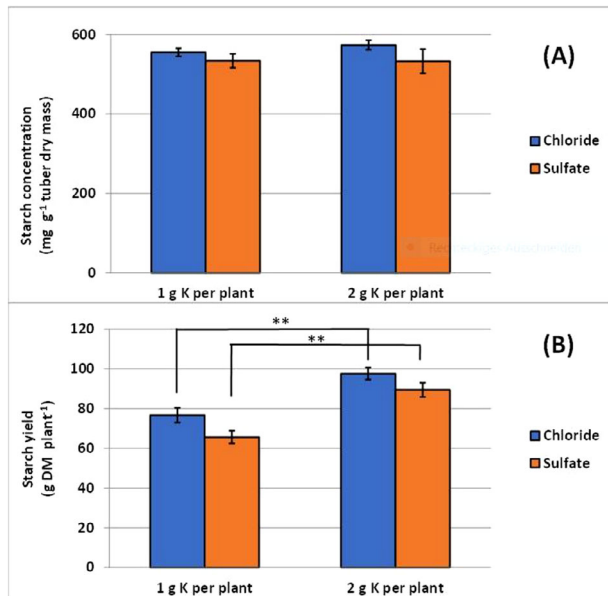 600
400
200
0
Starch concentration
(mg g⁻¹ tuber dry mass)
(A)
Chloride
Sulfate
1 g K per plant
2 g K per plant
120
100
80
60
40
20
0
Starch yield
(g DM plant⁻¹)
**
**
(B)
Chloride
Sulfate
1 g K per plant
2 g K per plant